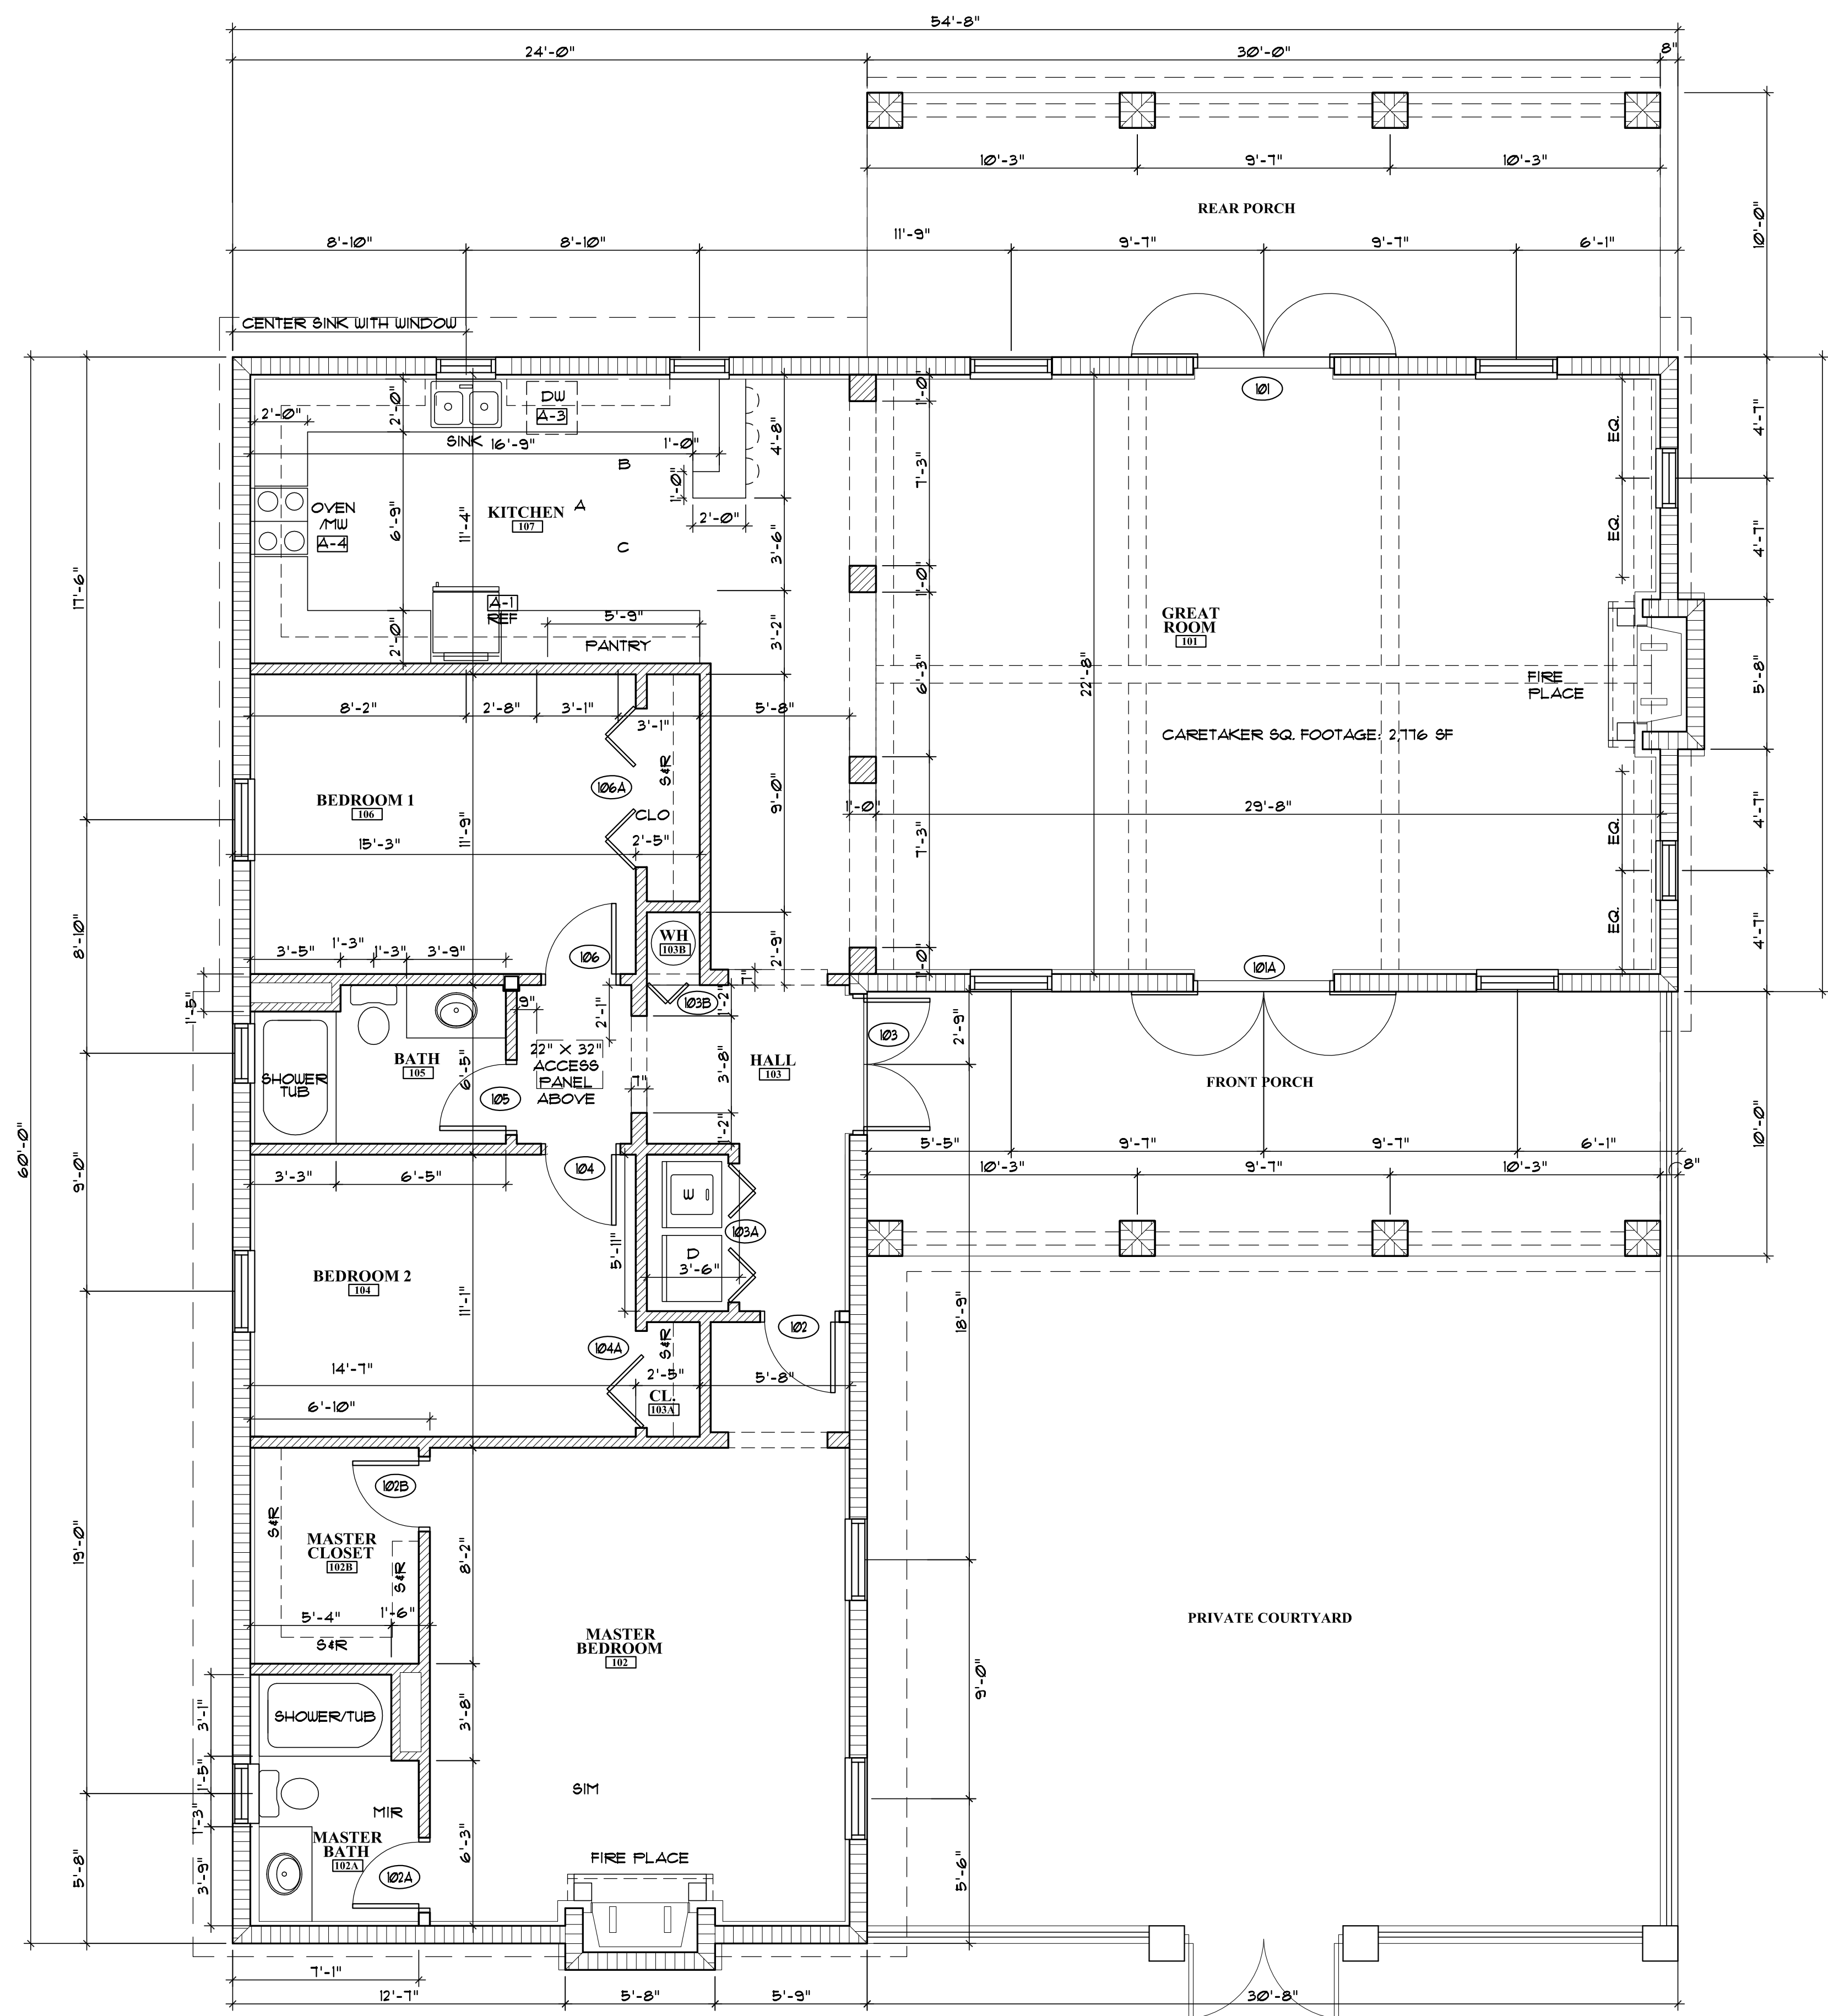 54'-8"
24'-0"
30'-0"
8"
10'-3"
9'-7"
10'-3"
REAR PORCH
10'-0"
8'-10"
8'-10"
11'-9"
9'-7"
9'-7"
6'-1"
CENTER SINK WITH WINDOW
101
2'-0"
2'-0"
DW
A-3
SINK
16'-9"
1'-0"
4'-8"
1'-0"
EQ.
4'-7"
B
7'-3"
1'-0"
OVEN
/MW
A-4
6'-9"
11'-4"
KITCHEN
107
A
2'-0"
C
3'-6"
EQ.
4'-7"
17'-6"
1'-0"
A-1
REF
5'-9"
PANTRY
2'-0"
3'-2"
GREAT
ROOM
101
6'-3"
22'-8"
FIRE
PLACE
5'-8"
8'-2"
2'-8"
3'-1"
3'-1"
5'-8"
CARETAKER SQ. FOOTAGE: 2,776 SF
S&R
106A
BEDROOM 1
106
CLO
9'-0"
1'-0"
29'-8"
4'-7"
EQ.
11'-9"
15'-3"
2'-5"
7'-3"
8'-10"
3'-5"
1'-3"
1'-3"
3'-9"
106
WH
103B
2'-9"
1'-0"
101A
EQ.
4'-7"
7"
1'-5"
9"
2'-1"
103B
1'-2"
103
2'-9"
BATH
105
6'-5"
22" X 32"
ACCESS
PANEL
ABOVE
7"
3'-8"
HALL
103
FRONT PORCH
SHOWER
TUB
105
1'-2"
10'-0"
60'-0"
5'-5"
9'-7"
9'-7"
6'-1"
10'-3"
9'-7"
10'-3"
8"
9'-0"
3'-3"
6'-5"
104
W
103A
5'-11"
D
3'-6"
BEDROOM 2
104
11'-1"
18'-9"
102
104A
S&R
14'-7"
2'-5"
5'-8"
CL.
103A
6'-10"
102B
S&R
MASTER
CLOSET
102B
S&R
8'-2"
19'-0"
5'-4"
1'-6"
S&R
MASTER
BEDROOM
102
PRIVATE COURTYARD
9'-0"
3'-1"
SHOWER/TUB
3'-8"
1'-5"
SIM
1'-3"
MIR
MASTER
BATH
102A
6'-3"
102A
FIRE PLACE
5'-8"
3'-9"
5'-6"
7'-1"
12'-7"
5'-8"
5'-9"
30'-8"